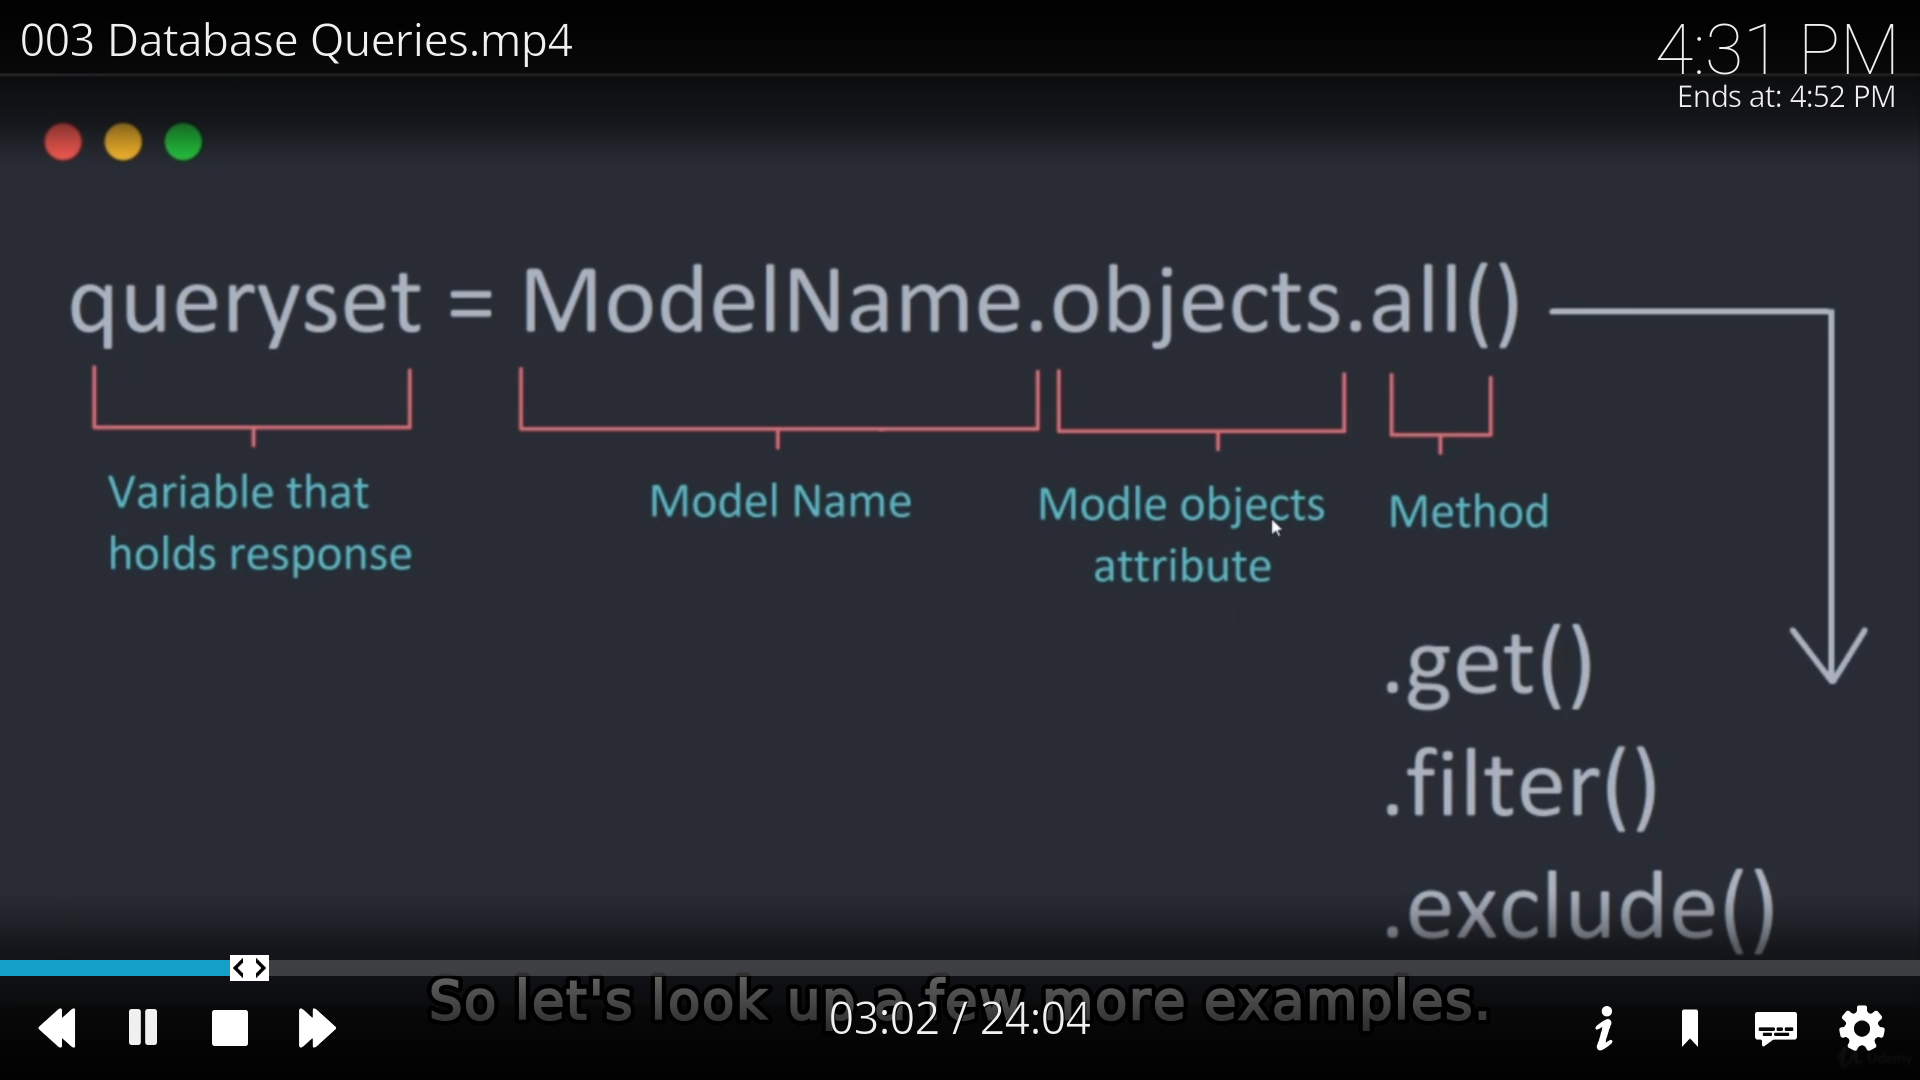 003 Database Queries.mp4
4:31 PM
Ends at: 4:52 PM
queryset = ModelName.objects.all()
Variable that
holds response
Model Name
Modle objects
attribute
Method
.get()
.filter()
.exclude()
So let's look up a few more examples.
03:02 / 24:04
Udemy